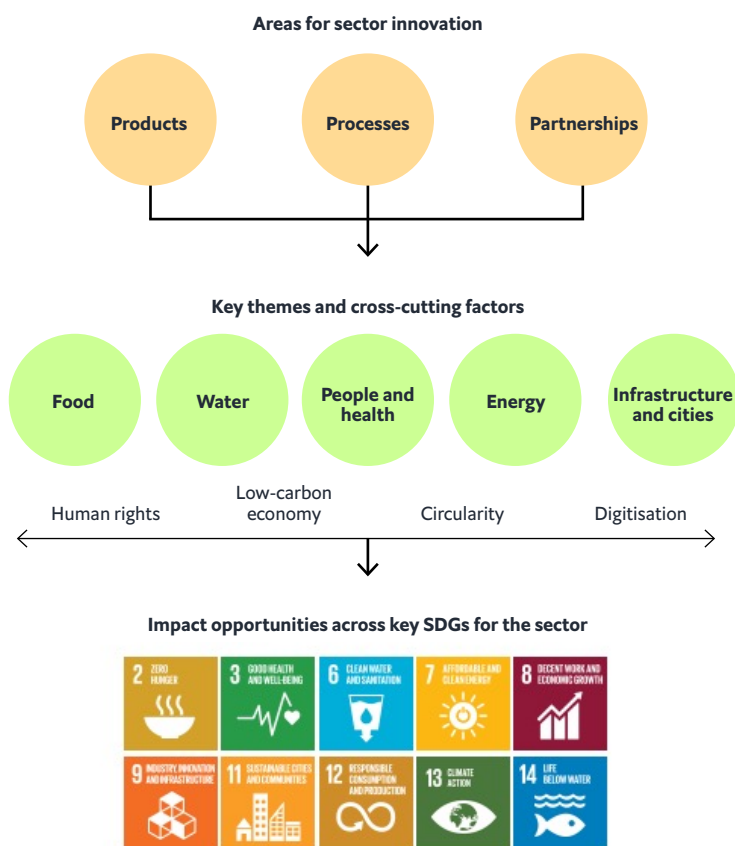 Areas for sector innovation
Products
Processes
Partnerships
Key themes and cross-cutting factors
Food
Water
People and
health
Energy
Infrastructure
and cities
Human rights
Low-carbon
economy
Circularity
Digitisation
Impact opportunities across key SDGs for the sector
2 ZERO
HUNGER
3 GOOD HEALTH
AND WELL-BEING
6 CLEAN WATER
AND SANITATION
7 AFFORDABLE AND
CLEAN ENERGY
8 DECENT WORK AND
ECONOMIC GROWTH
9 INDUSTRY, INNOVATION
AND INFRASTRUCTURE
11 SUSTAINABLE CITIES
AND COMMUNITIES
12 RESPONSIBLE
CONSUMPTION
AND PRODUCTION
13 CLIMATE
ACTION
14 LIFE
BELOW WATER